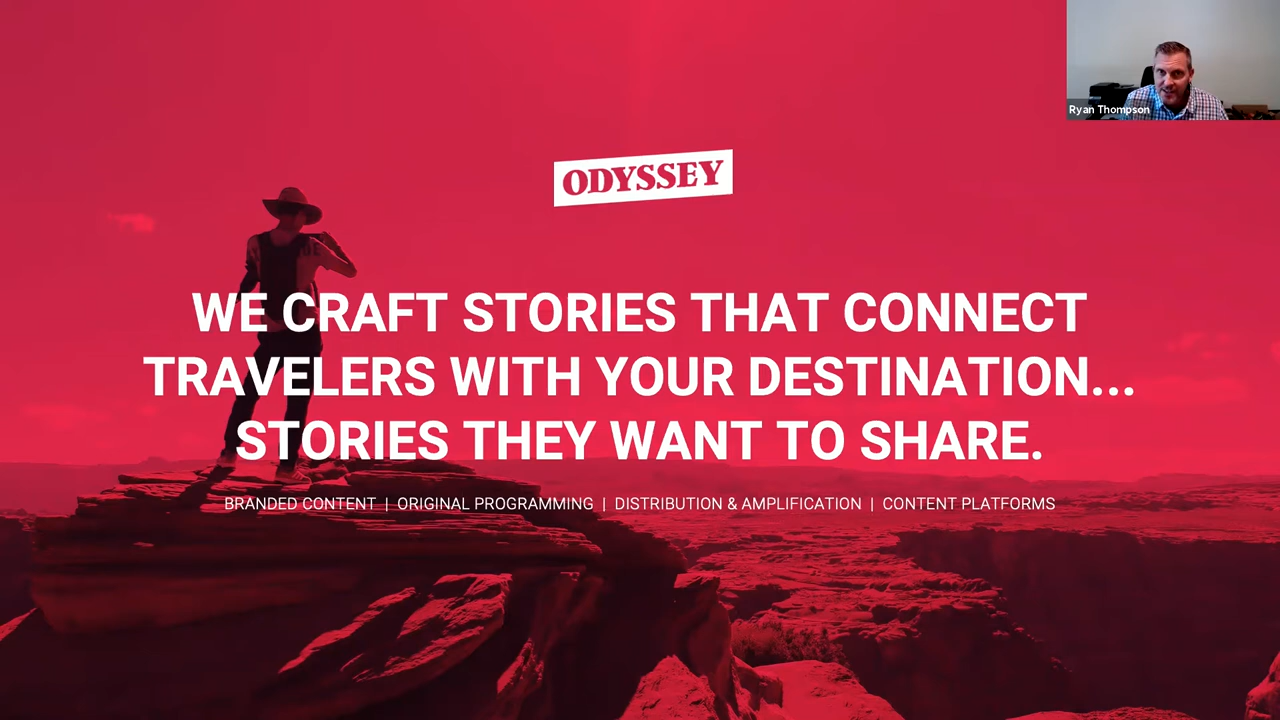 Ryan Thompson
ODYSSEY
WE CRAFT STORIES THAT CONNECT
TRAVELERS WITH YOUR DESTINATION...
STORIES THEY WANT TO SHARE.
BRANDED CONTENT | ORIGINAL PROGRAMMING | DISTRIBUTION & AMPLIFICATION | CONTENT PLATFORMS